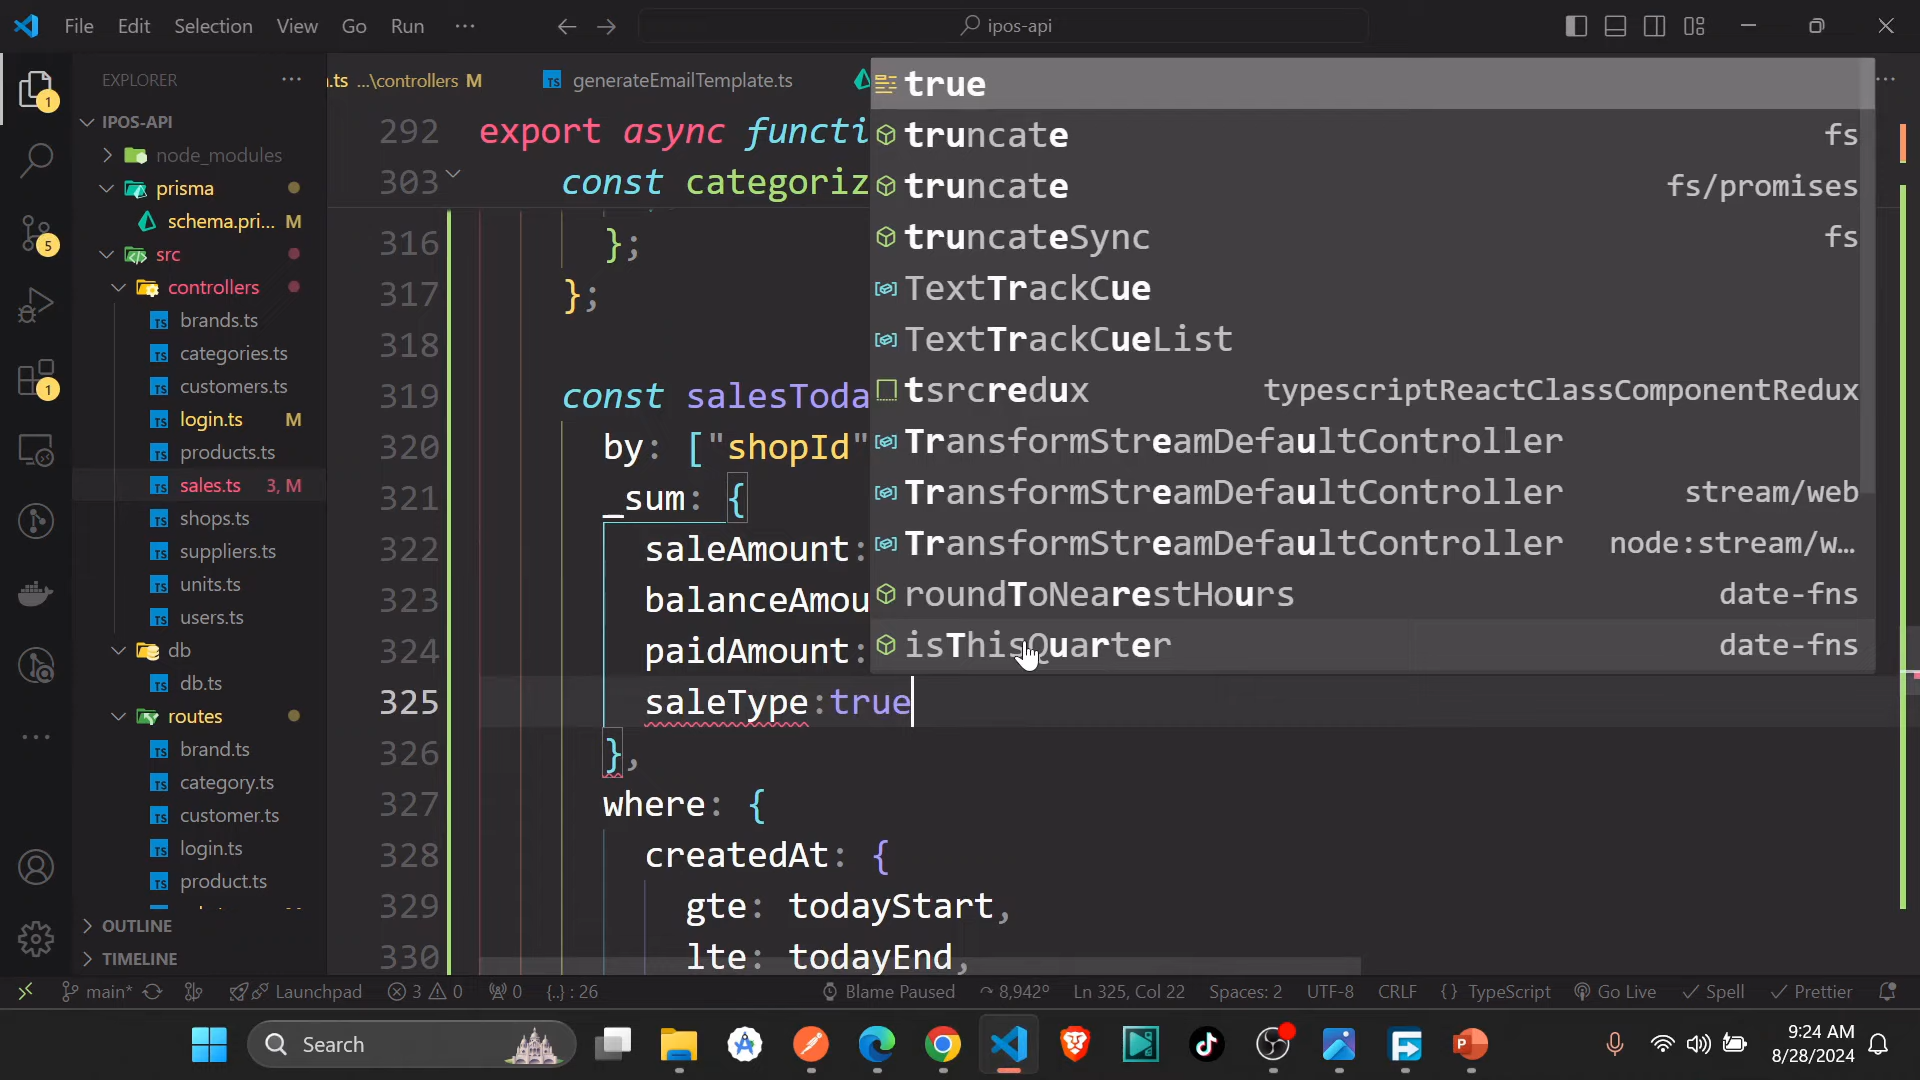 File Edit Selection View Go Run ··· ipos-api
EXPLORER ···
.ts ...\controllers M generateEmailTemplate.ts ···
IPOS-API
node_modules
prisma
schema.pri... M
src
controllers
brands.ts
categories.ts
customers.ts
login.ts M
products.ts
sales.ts 3, M
shops.ts
suppliers.ts
units.ts
users.ts
db
db.ts
routes
brand.ts
category.ts
customer.ts
login.ts
product.ts
OUTLINE
TIMELINE
1
5
1
292 export async functi
303 const categoriz
316 };
317 };
318
319 const salesToda
320 by: ["shopId"
321 _sum: {
322 saleAmount:
323 balanceAmou
324 paidAmount:
325 saleType:true
326 },
327 where: {
328 createdAt: {
329 gte: todayStart,
330 lte: todayEnd,
true
truncate fs
truncate fs/promises
truncateSync fs
TextTrackCue
TextTrackCueList
tsrcredux typescriptReactClassComponentRedux
TransformStreamDefaultController
TransformStreamDefaultController stream/web
TransformStreamDefaultController node:stream/w...
roundToNearestHours date-fns
isThisQuarter date-fns
main* Launchpad 3 0 0 {..} : 26 Blame Paused 8,942º Ln 325, Col 22 Spaces: 2 UTF-8 CRLF {} TypeScript Go Live Spell Prettier
Search
9:24 AM
8/28/2024